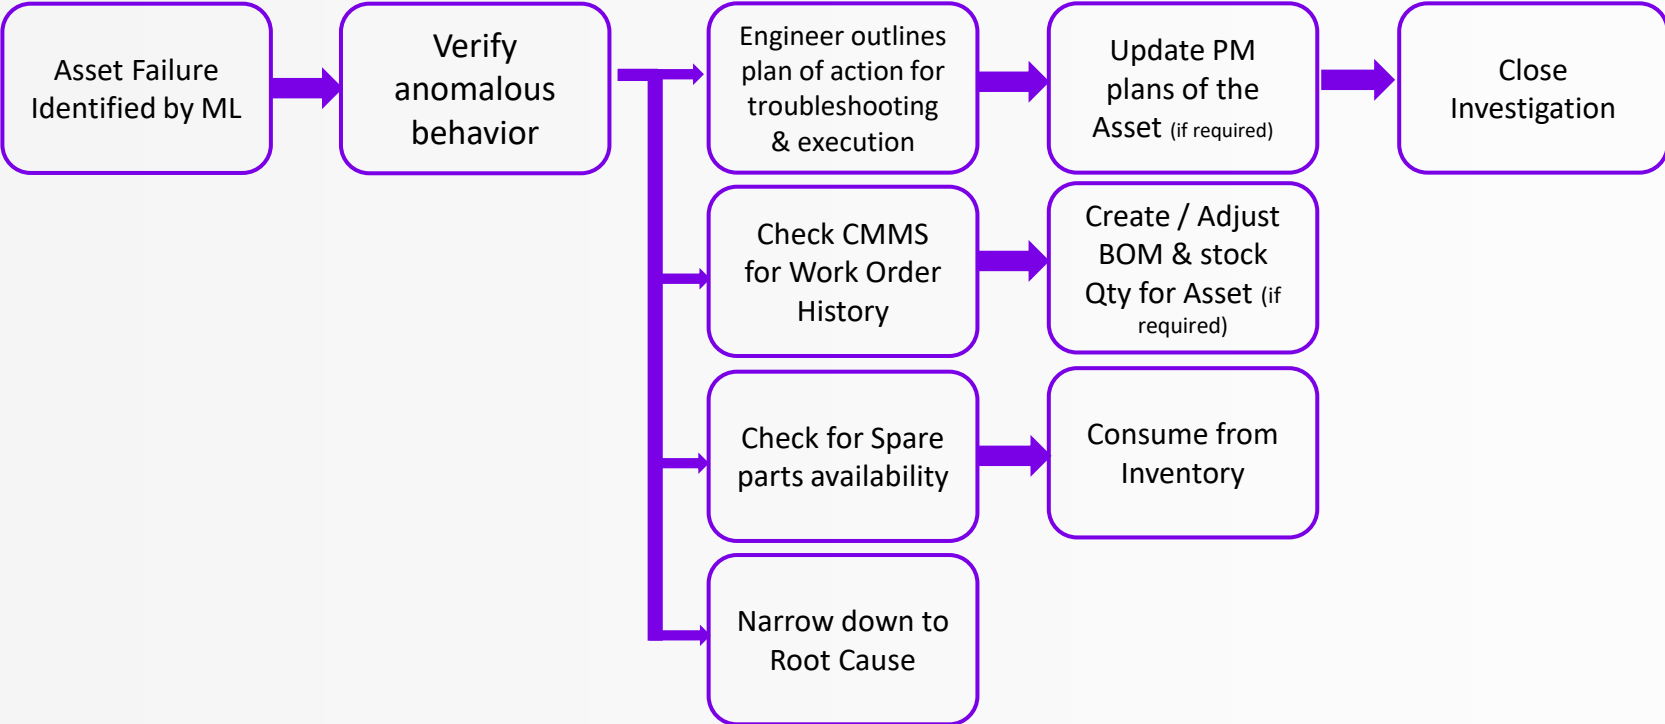 Asset Failure
Identified by ML
Verify
anomalous
behavior
Engineer outlines
plan of action for
troubleshooting
& execution
Update PM
plans of the
Asset (if required)
Close
Investigation
Check CMMS
for Work Order
History
Create / Adjust
BOM & stock
Qty for Asset (if
required)
Check for Spare
parts availability
Consume from
Inventory
Narrow down to
Root Cause